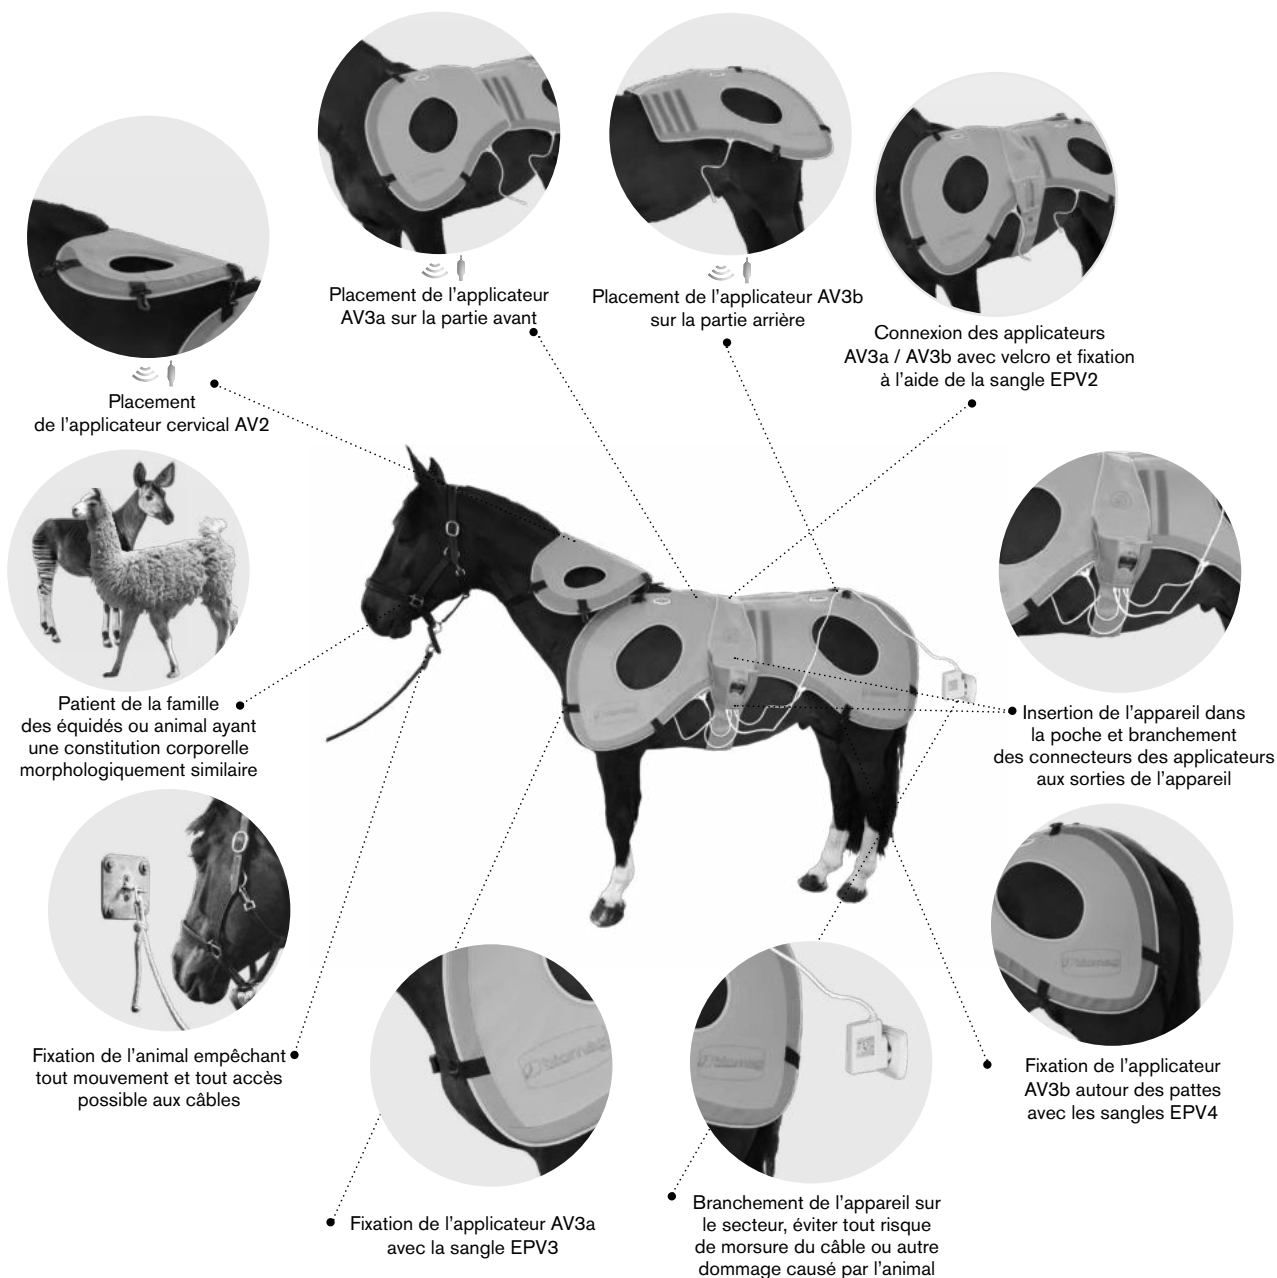 Placement de l’applicateur
AV3a sur la partie avant
Placement de l’applicateur AV3b
sur la partie arrière
Connexion des applicateurs
AV3a / AV3b avec velcro et fixation
à l’aide de la sangle EPV2
Placement
de l’applicateur cervical AV2
Patient de la famille
des équidés ou animal ayant
une constitution corporelle
morphologiquement similaire
Insertion de l’appareil dans
la poche et branchement
des connecteurs des applicateurs
aux sorties de l’appareil
Fixation de l’animal empêchant
tout mouvement et tout accès
possible aux câbles
biomag
biomag
biomag
Fixation de l’applicateur
AV3b autour des pattes
avec les sangles EPV4
Fixation de l’applicateur AV3a
avec la sangle EPV3
Branchement de l’appareil sur
le secteur, éviter tout risque
de morsure du câble ou autre
dommage causé par l’animal